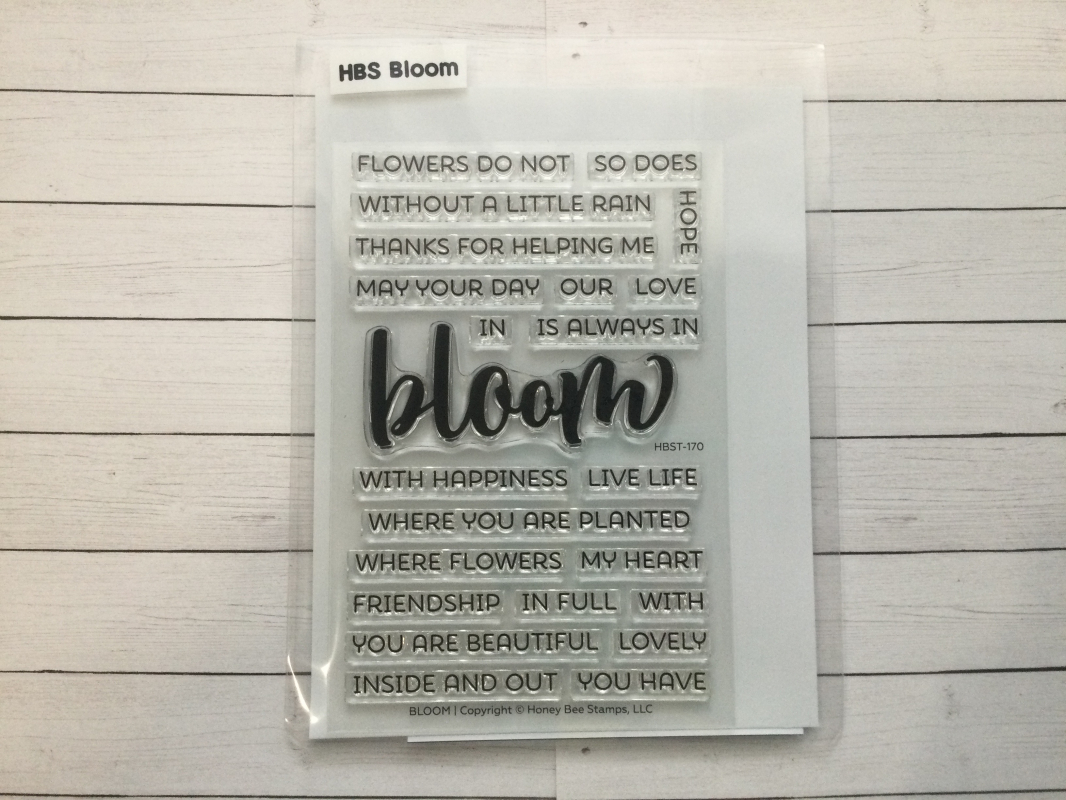 HBS Bloom
FLOWERS DO NOT SO DOES
WITHOUT A LITTLE RAIN
HOPE
THANKS FOR HELPING ME
MAY YOUR DAY OUR LOVE
IN IS ALWAYS IN
bloom
HBST-170
WITH HAPPINESS LIVE LIFE
WHERE YOU ARE PLANTED
WHERE FLOWERS MY HEART
FRIENDSHIP IN FULL WITH
YOU ARE BEAUTIFUL LOVELY
INSIDE AND OUT YOU HAVE
BLOOM | Copyright © Honey Bee Stamps, LLC